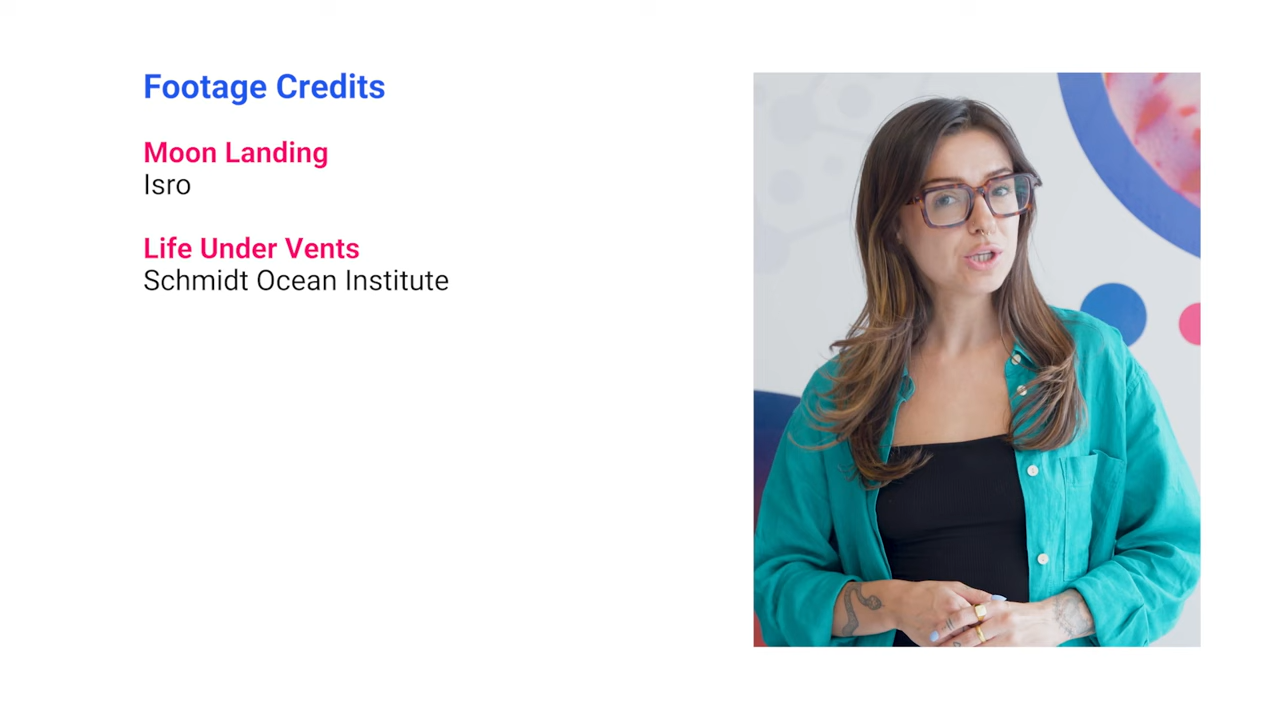 Footage Credits
Moon Landing
Isro
Life Under Vents
Schmidt Ocean Institute